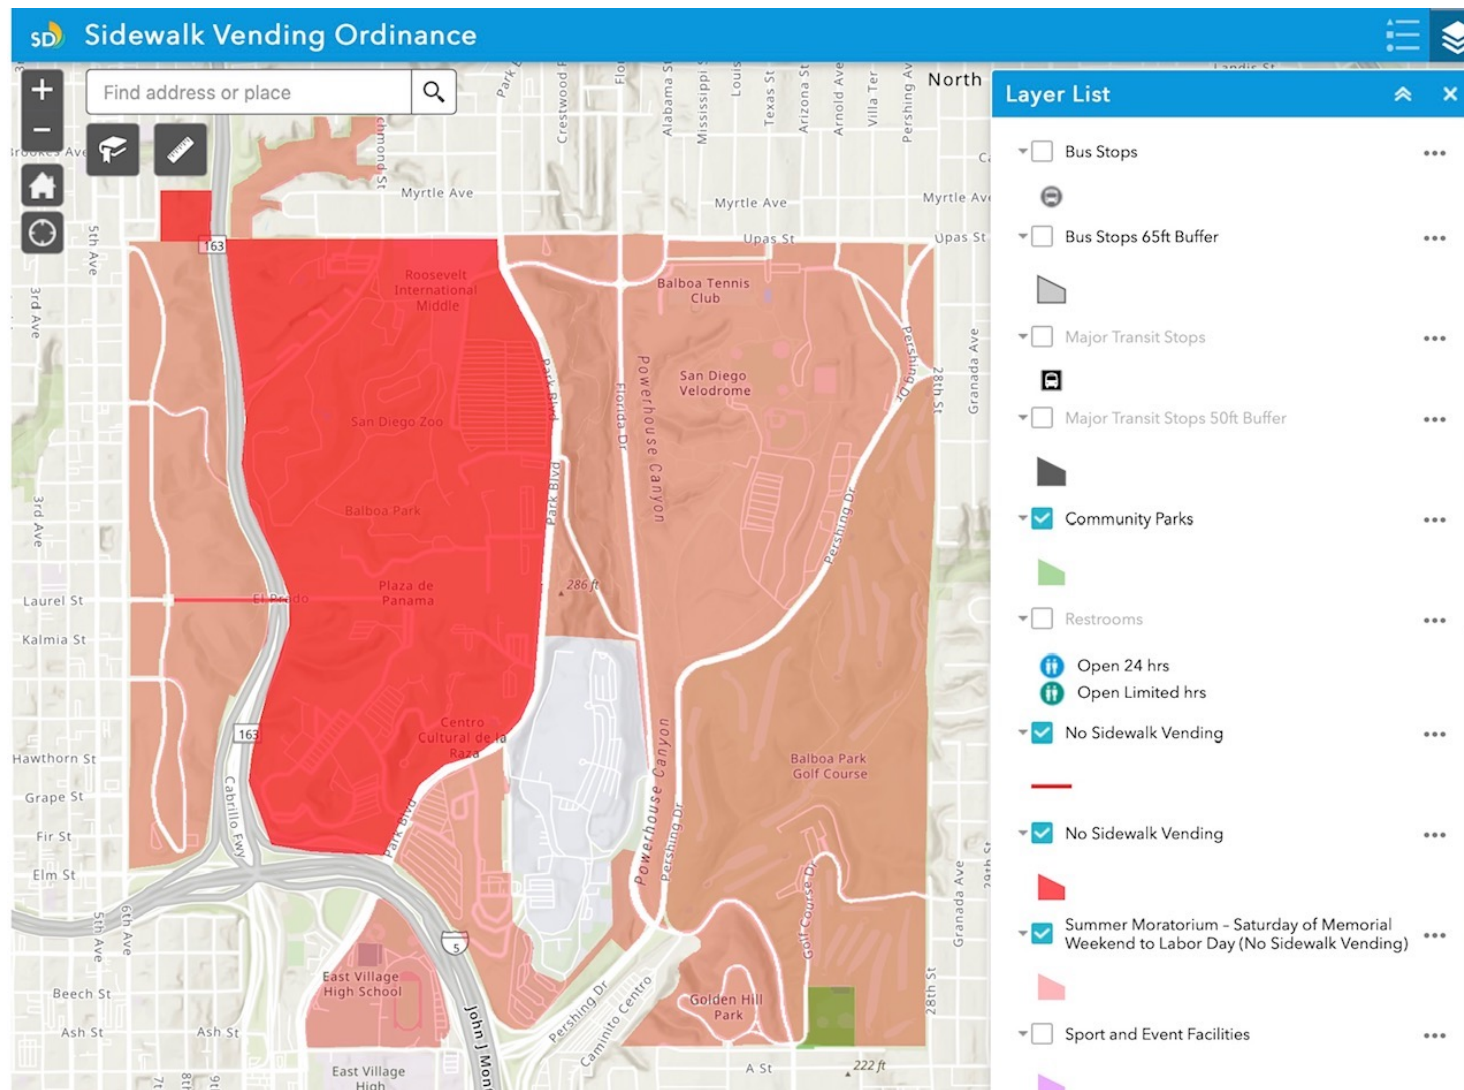 SD Sidewalk Vending Ordinance
Find address or place
North
Layer List
Bus Stops
Bus Stops 65ft Buffer
Major Transit Stops
Major Transit Stops 50ft Buffer
Community Parks
Restrooms
Open 24 hrs
Open Limited hrs
No Sidewalk Vending
No Sidewalk Vending
Summer Moratorium – Saturday of Memorial
Weekend to Labor Day (No Sidewalk Vending)
Sport and Event Facilities
Landis St
Alabama St
Texas St
Arizona St
Arnold Ave
Villa Ter
Myrtle Ave
Myrtle Ave
Myrtle Ave
Upas St
Upas St
163
5th Ave
3rd Ave
Roosevelt
International
Middle
Balboa Tennis
Club
San Diego
Velodrome
San Diego Zoo
Park Blvd
Florida Dr
Powerhouse Canyon
Pershing Dr
28th St
Granada Ave
3rd Ave
Balboa Park
Park Blvd
Pershing Dr
Plaza de
Panama
286 ft
Laurel St
El Prado
Kalmia St
Centro
Cultural de la
Raza
163
Hawthorn St
Grape St
Fir St
Elm St
Cabrillo Fwy
Park Blvd
Powerhouse Canyon
Pershing Dr
Balboa Park
Golf Course
Golf Course Dr
Granada Ave
29th St
5th Ave
6th Ave
5
East Village
High School
Beech St
Ash St
Ash St
Pershing Dr
Caminito Centro
Golden Hill
Park
28th St
East Village
High
A St
222 ft